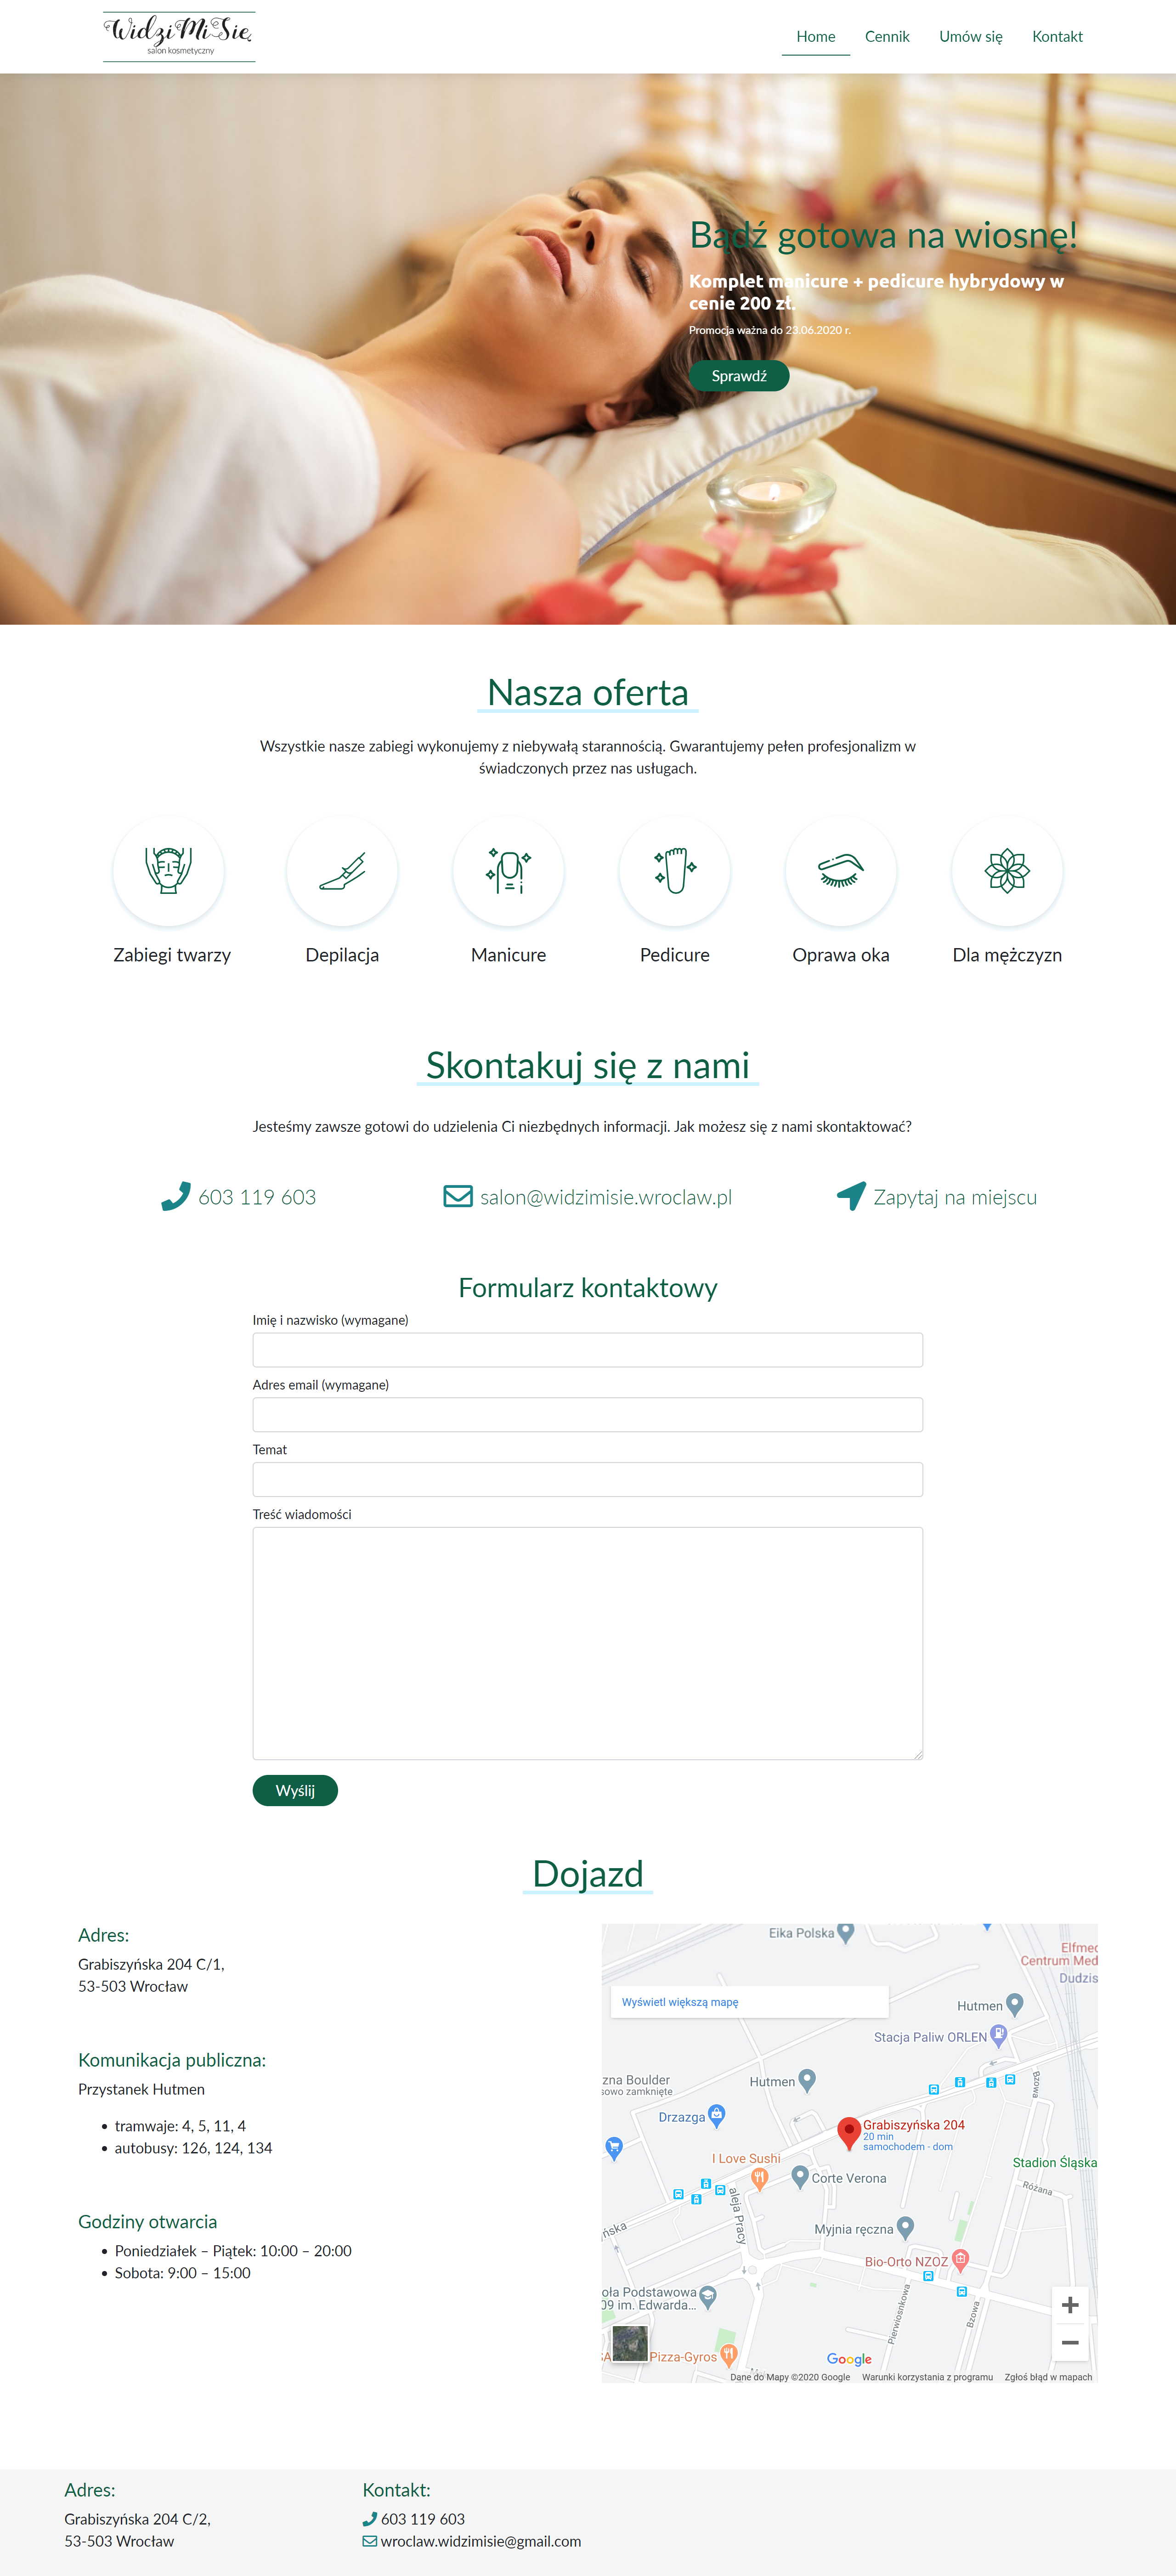 WidziMiSie
salon kosmetyczny
Home
Cennik
Umów się
Kontakt
Bądź gotowa na wiosnę!
Komplet manicure + pedicure hybrydowy w
cenie 200 zł.
Promocja ważna do 23.06.2020 r.
Sprawdź
Nasza oferta
Wszystkie nasze zabiegi wykonujemy z niebywałą starannością. Gwarantujemy pełen profesjonalizm w
świadczonych przez nas usługach.
Zabiegi twarzy
Depilacja
Manicure
Pedicure
Oprawa oka
Dla mężczyzn
Skontakuj się z nami
Jesteśmy zawsze gotowi do udzielenia Ci niezbędnych informacji. Jak możesz się z nami skontaktować?
603 119 603
salon@widzimisie.wroclaw.pl
Zapytaj na miejscu
Formularz kontaktowy
Imię i nazwisko (wymagane)
Adres email (wymagane)
Temat
Treść wiadomości
Wyślij
Dojazd
Adres:
Grabiszyńska 204 C/1,
53-503 Wrocław
Komunikacja publiczna:
Przystanek Hutmen
tramwaje: 4, 5, 11, 4
autobusy: 126, 124, 134
Godziny otwarcia
Poniedziałek – Piątek: 10:00 – 20:00
Sobota: 9:00 – 15:00
Eika Polska
Elfmed
Centrum Med
Dudzis
Wyświetl większą mapę
Hutmen
Stacja Paliw ORLEN
zna Boulder
sowo zamknięte
Hutmen
Bzowa
Drzazga
Grabiszyńska 204
20 min
samochodem - dom
I Love Sushi
Stadion Śląska
Corte Verona
Różana
aleja Pracy
Myjnia ręczna
ńska
Bio-Orto NZOZ
oła Podstawowa
09 im. Edwarda...
Pierwiosnkowa
Bzowa
SA
Pizza-Gyros
Google
Dane do Mapy ©2020 Google
Warunki korzystania z programu
Zgłoś błąd w mapach
Adres:
Grabiszyńska 204 C/2,
53-503 Wrocław
Kontakt:
603 119 603
wroclaw.widzimisie@gmail.com